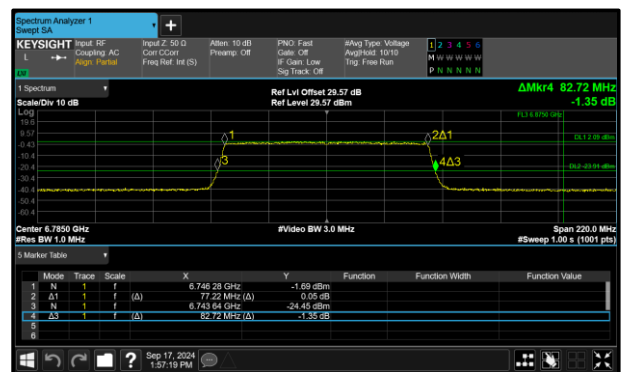 Spectrum Analyzer 1
Swept SA
+
KEYSIGHT Input: RF Input Z: 50 Ω Atten: 10 dB PNO: Fast #Avg Type: Voltage 1 2 3 4 5 6
L Coupling: AC Corr CCorr Preamp: Off Gate: Off Avg|Hold: 10/10 M W W W W W
Align: Partial Freq Ref: Int (S) IF Gain: Low Trig: Free Run
Sig Track: Off P N N N N N
1 Spectrum Ref Lvl Offset 29.57 dB ΔMkr4 82.72 MHz
Scale/Div 10 dB Ref Level 29.57 dBm -1.35 dB
Log
19.6
9.57
-0.43
-10.4
-20.4
-30.4
-40.4
-50.4
-60.4
FL3 6.8750 GHz
DL1 2.09 dBm
DL2 -23.91 dBm
1
2Δ1
3
4Δ3
Center 6.7850 GHz #Video BW 3.0 MHz Span 220.0 MHz
#Res BW 1.0 MHz #Sweep 1.00 s (1001 pts)
5 Marker Table
Mode Trace Scale X Y Function Function Width Function Value
1 N 1 f 6.746 28 GHz -1.69 dBm
2 Δ1 1 f (Δ) 77.22 MHz (Δ) 0.05 dB
3 N 1 f 6.743 64 GHz -24.45 dBm
4 Δ3 1 f (Δ) 82.72 MHz (Δ) -1.35 dB
5
6
? Sep 17, 2024
1:57:19 PM